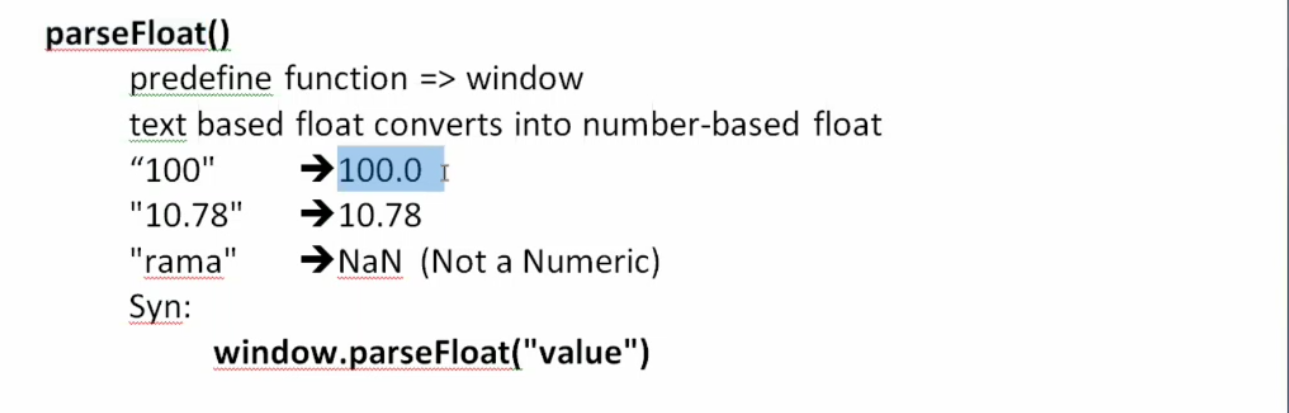 parseFloat()
predefine function => window
text based float converts into number-based float
“100" ➔100.0
"10.78" ➔10.78
"rama" ➔NaN (Not a Numeric)
Syn:
window.parseFloat("value")